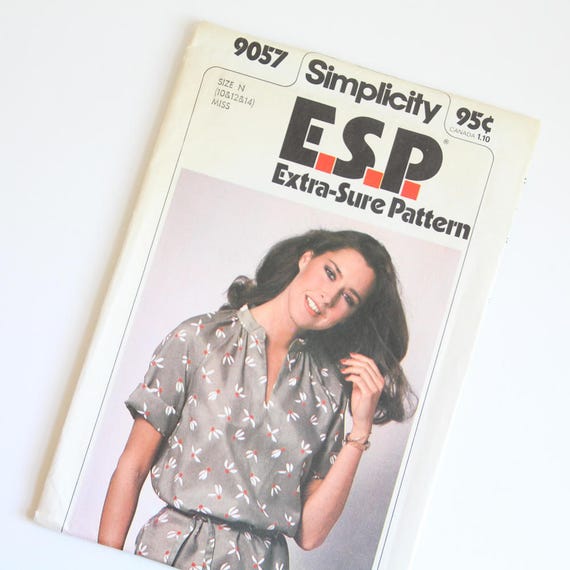 9057
SIZE N
(10&12&14)
MISS
Simplicity
95¢
CANADA 1.10
E.S.P.®
Extra-Sure Pattern